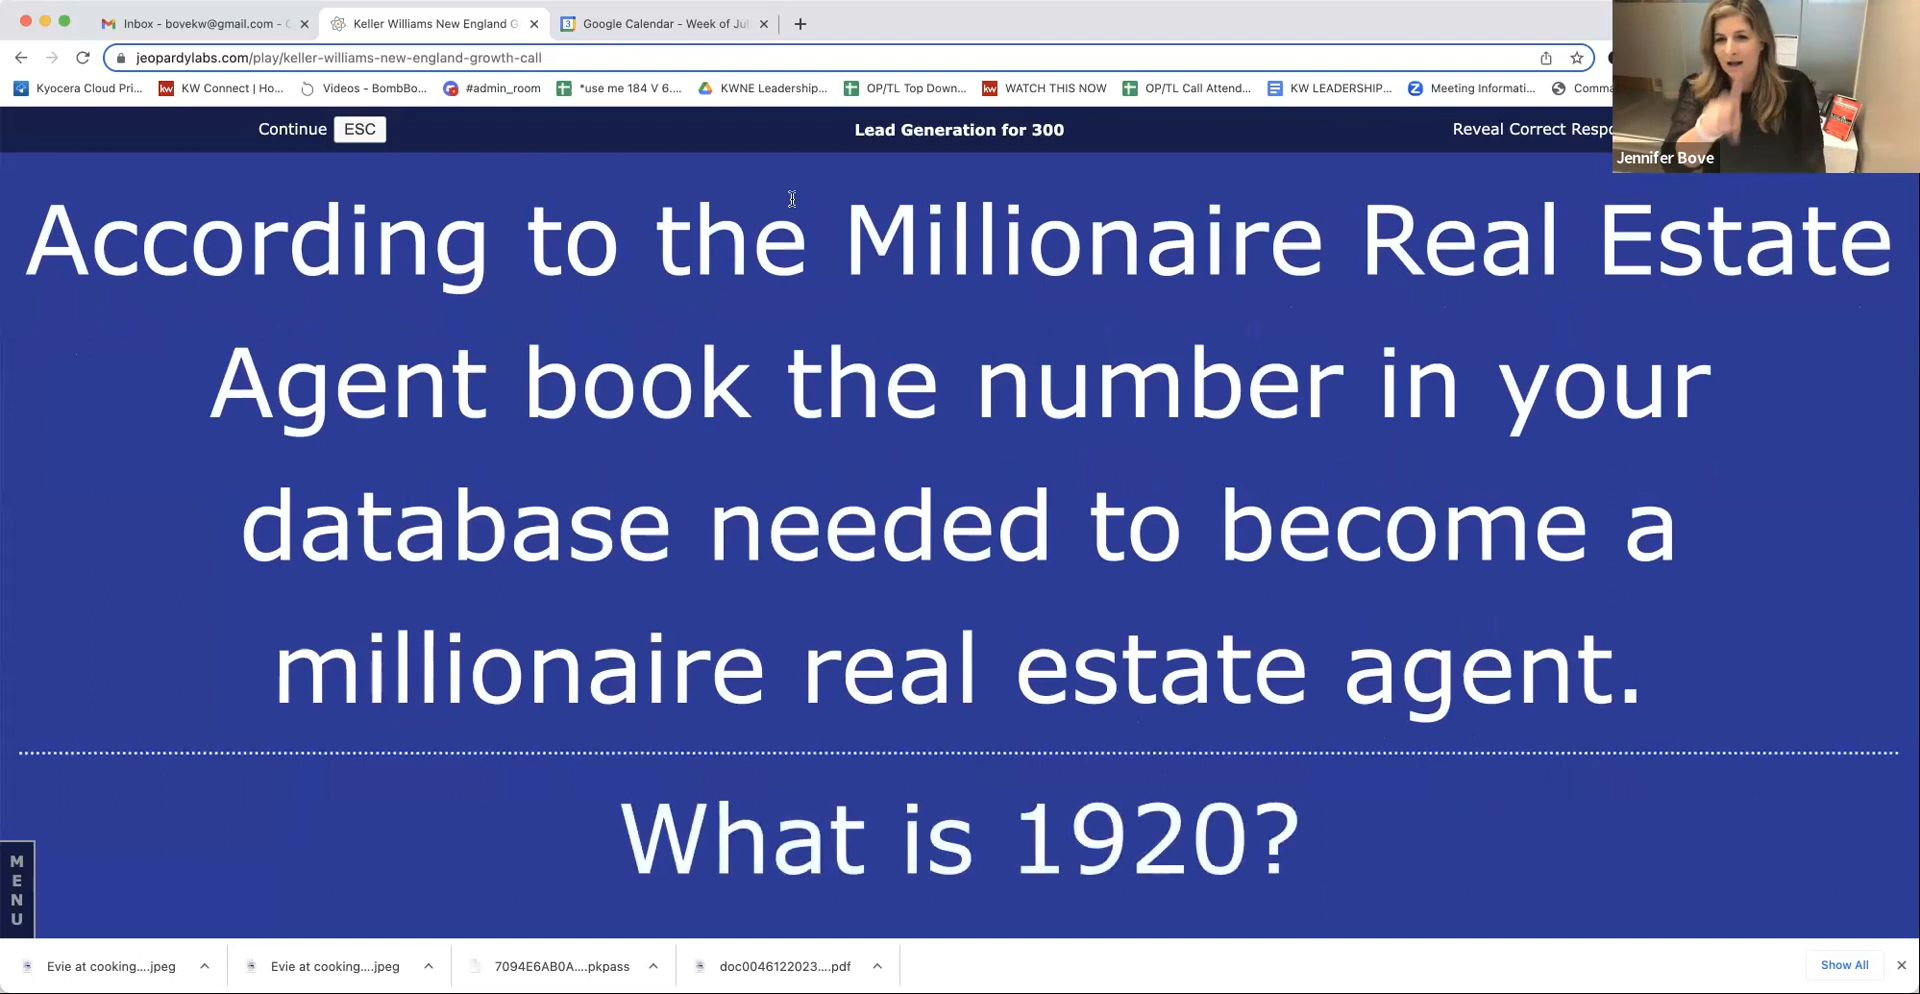 Inbox - bovekw@gmail.com -
Keller Williams New England G
Google Calendar - Week of Ju
jeopardylabs.com/play/keller-williams-new-england-growth-call
Kyocera Cloud Pri...
KW Connect | Ho...
Videos - BombBo...
#admin_room
*use me 184 V 6....
KWNE Leadership...
OP/TL Top Down...
WATCH THIS NOW
OP/TL Call Attend...
KW LEADERSHIP...
Meeting Informati...
Comma
Continue ESC
Lead Generation for 300
Reveal Correct Respo
Jennifer Bove
According to the Millionaire Real Estate
Agent book the number in your
database needed to become a
millionaire real estate agent.
What is 1920?
MENU
Evie at cooking....jpeg
Evie at cooking....jpeg
7094E6AB0A....pkpass
doc0046122023....pdf
Show All